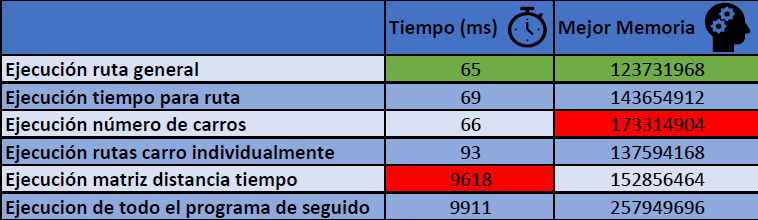 Tiempo (ms) Mejor Memoria
Ejecución ruta general 65 123731968
Ejecución tiempo para ruta 69 143654912
Ejecución número de carros 66 173314904
Ejecución rutas carro individualmente 93 137594168
Ejecución matriz distancia tiempo 9618 152856464
Ejecucion de todo el programa de seguido 9911 257949696